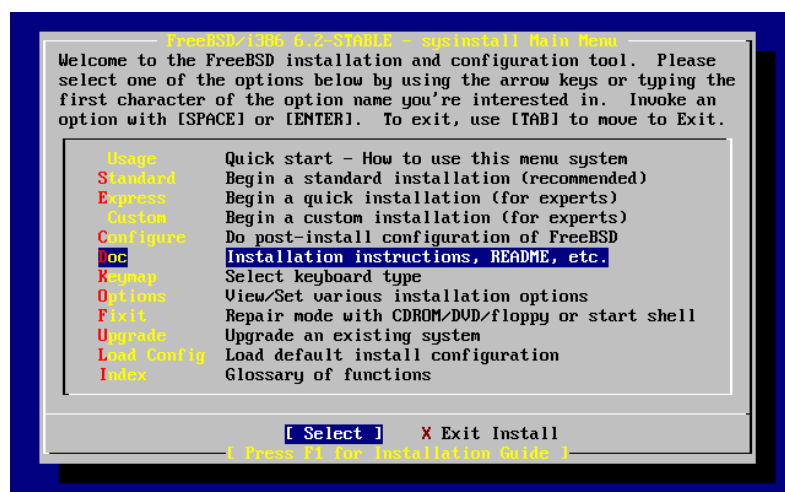 FreeBSD/i386 6.2-STABLE - sysinstall Main Menu
Welcome to the FreeBSD installation and configuration tool.  Please
select one of the options below by using the arrow keys or typing the
first character of the option name you're interested in.  Invoke an
option with [SPACE] or [ENTER].  To exit, use [TAB] to move to Exit.
Usage Quick start - How to use this menu system
Standard Begin a standard installation (recommended)
Express Begin a quick installation (for experts)
Custom Begin a custom installation (for experts)
Configure Do post-install configuration of FreeBSD
Doc Installation instructions, README, etc.
Keymap Select keyboard type
Options View/Set various installation options
Fixit Repair mode with CDROM/DVD/floppy or start shell
Upgrade Upgrade an existing system
Load Config Load default install configuration
Index Glossary of functions
[ Select ] X Exit Install
[ Press F1 for Installation Guide ]